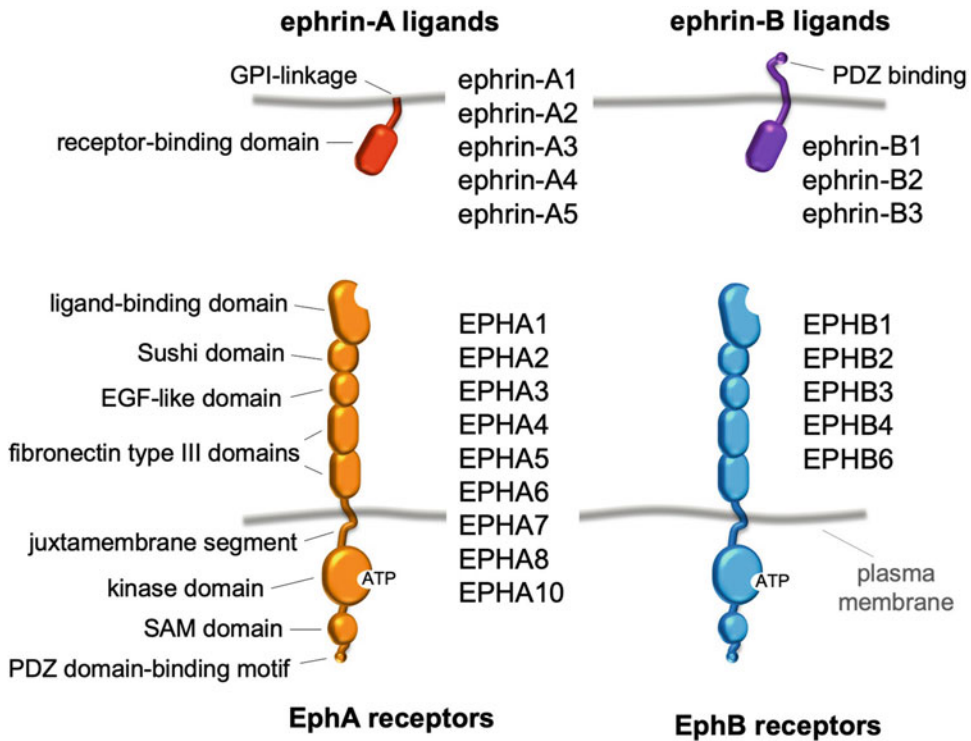 ephrin-A ligands
GPI-linkage
receptor-binding domain
ephrin-A1
ephrin-A2
ephrin-A3
ephrin-A4
ephrin-A5
ephrin-B ligands
PDZ binding
ephrin-B1
ephrin-B2
ephrin-B3
ligand-binding domain
Sushi domain
EGF-like domain
fibronectin type III domains
juxtamembrane segment
kinase domain
ATP
SAM domain
PDZ domain-binding motif
EPHA1
EPHA2
EPHA3
EPHA4
EPHA5
EPHA6
EPHA7
EPHA8
EPHA10
EphA receptors
EPHB1
EPHB2
EPHB3
EPHB4
EPHB6
ATP
plasma
membrane
EphB receptors